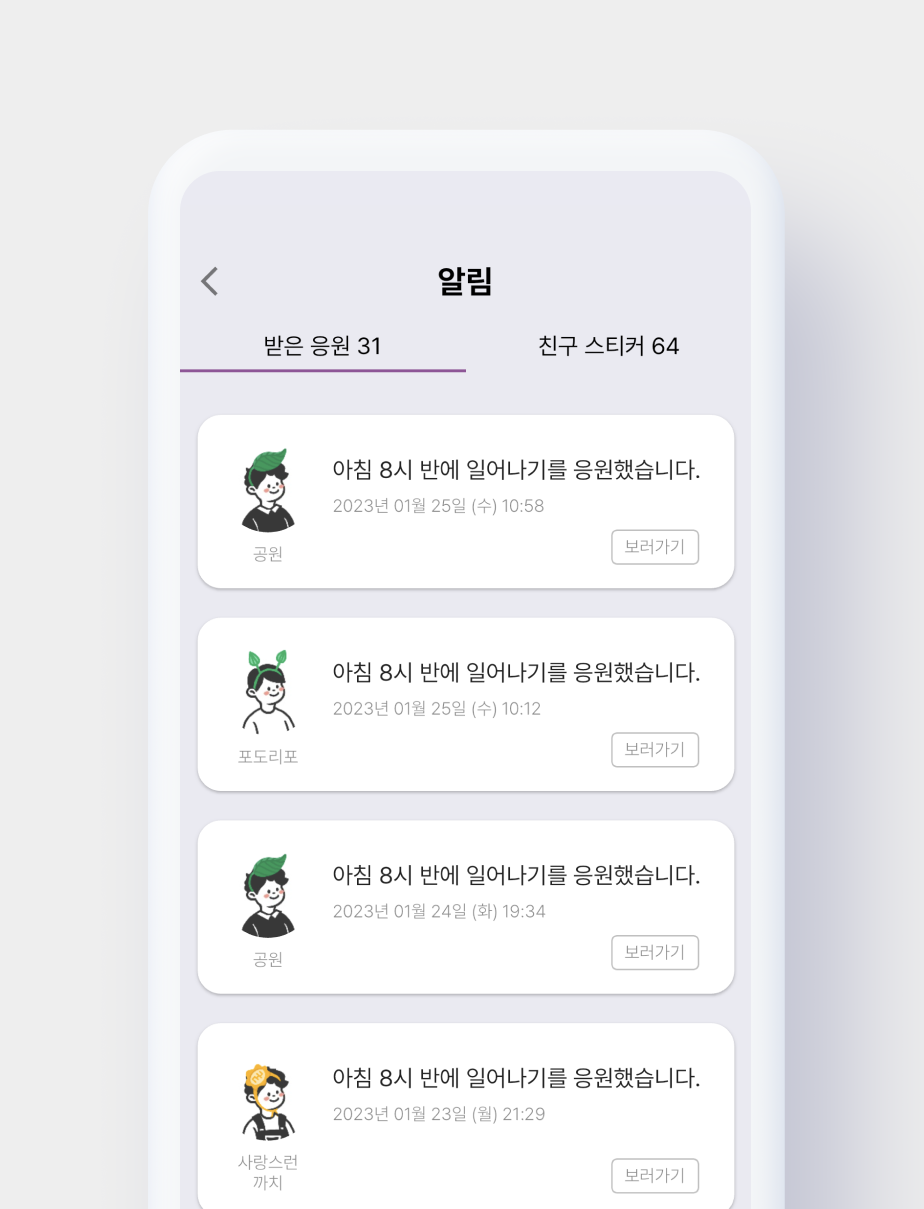 알림
받은 응원 31
친구 스티커 64
아침 8시 반에 일어나기를 응원했습니다.
2023년 01월 25일 (수) 10:58
보러가기
공원
아침 8시 반에 일어나기를 응원했습니다.
2023년 01월 25일 (수) 10:12
보러가기
포도리포
아침 8시 반에 일어나기를 응원했습니다.
2023년 01월 24일 (화) 19:34
보러가기
공원
아침 8시 반에 일어나기를 응원했습니다.
2023년 01월 23일 (월) 21:29
사랑스런
보러가기
까치